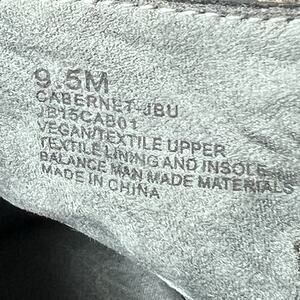 9.5M
CABERNET-JBU
JB15CAB01
VEGAN/TEXTILE UPPER
TEXTILE LINING AND INSOLE
BALANCE MAN MADE MATERIALS
MADE IN CHINA